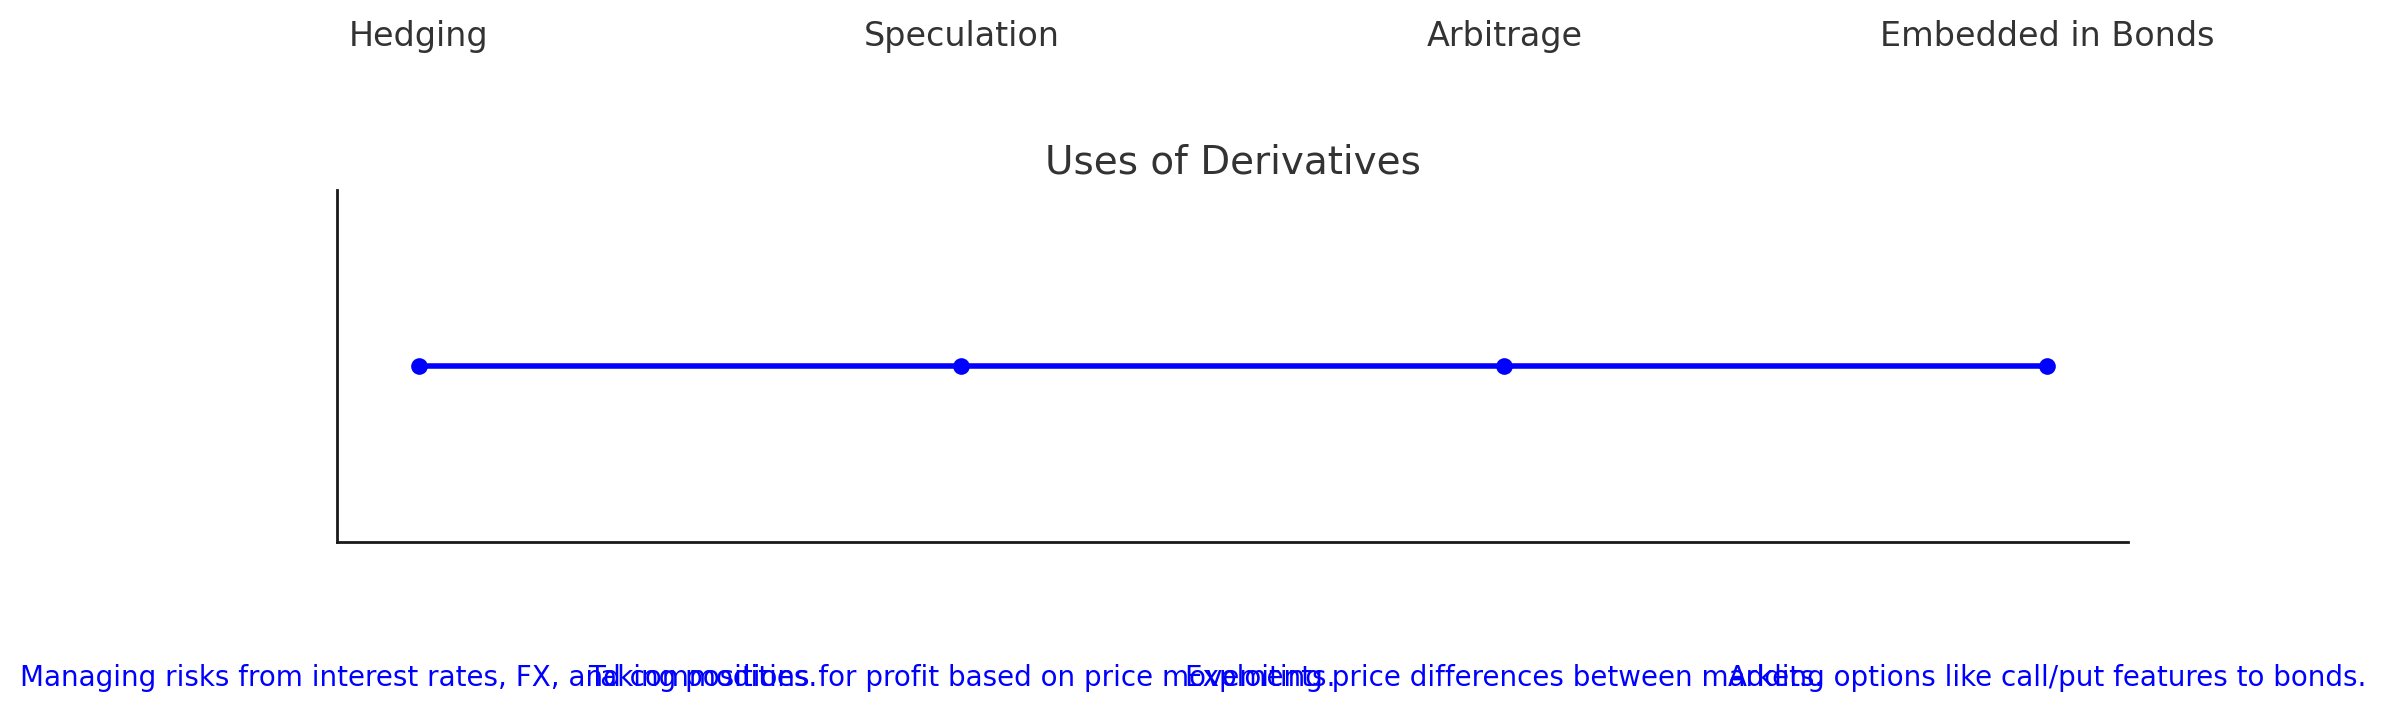 Hedging
Speculation
Arbitrage
Embedded in Bonds
Uses of Derivatives
Managing risks from interest rates, FX, and commodities.
Taking positions for profit based on price movements.
Exploiting price differences between markets.
Adding options like call/put features to bonds.